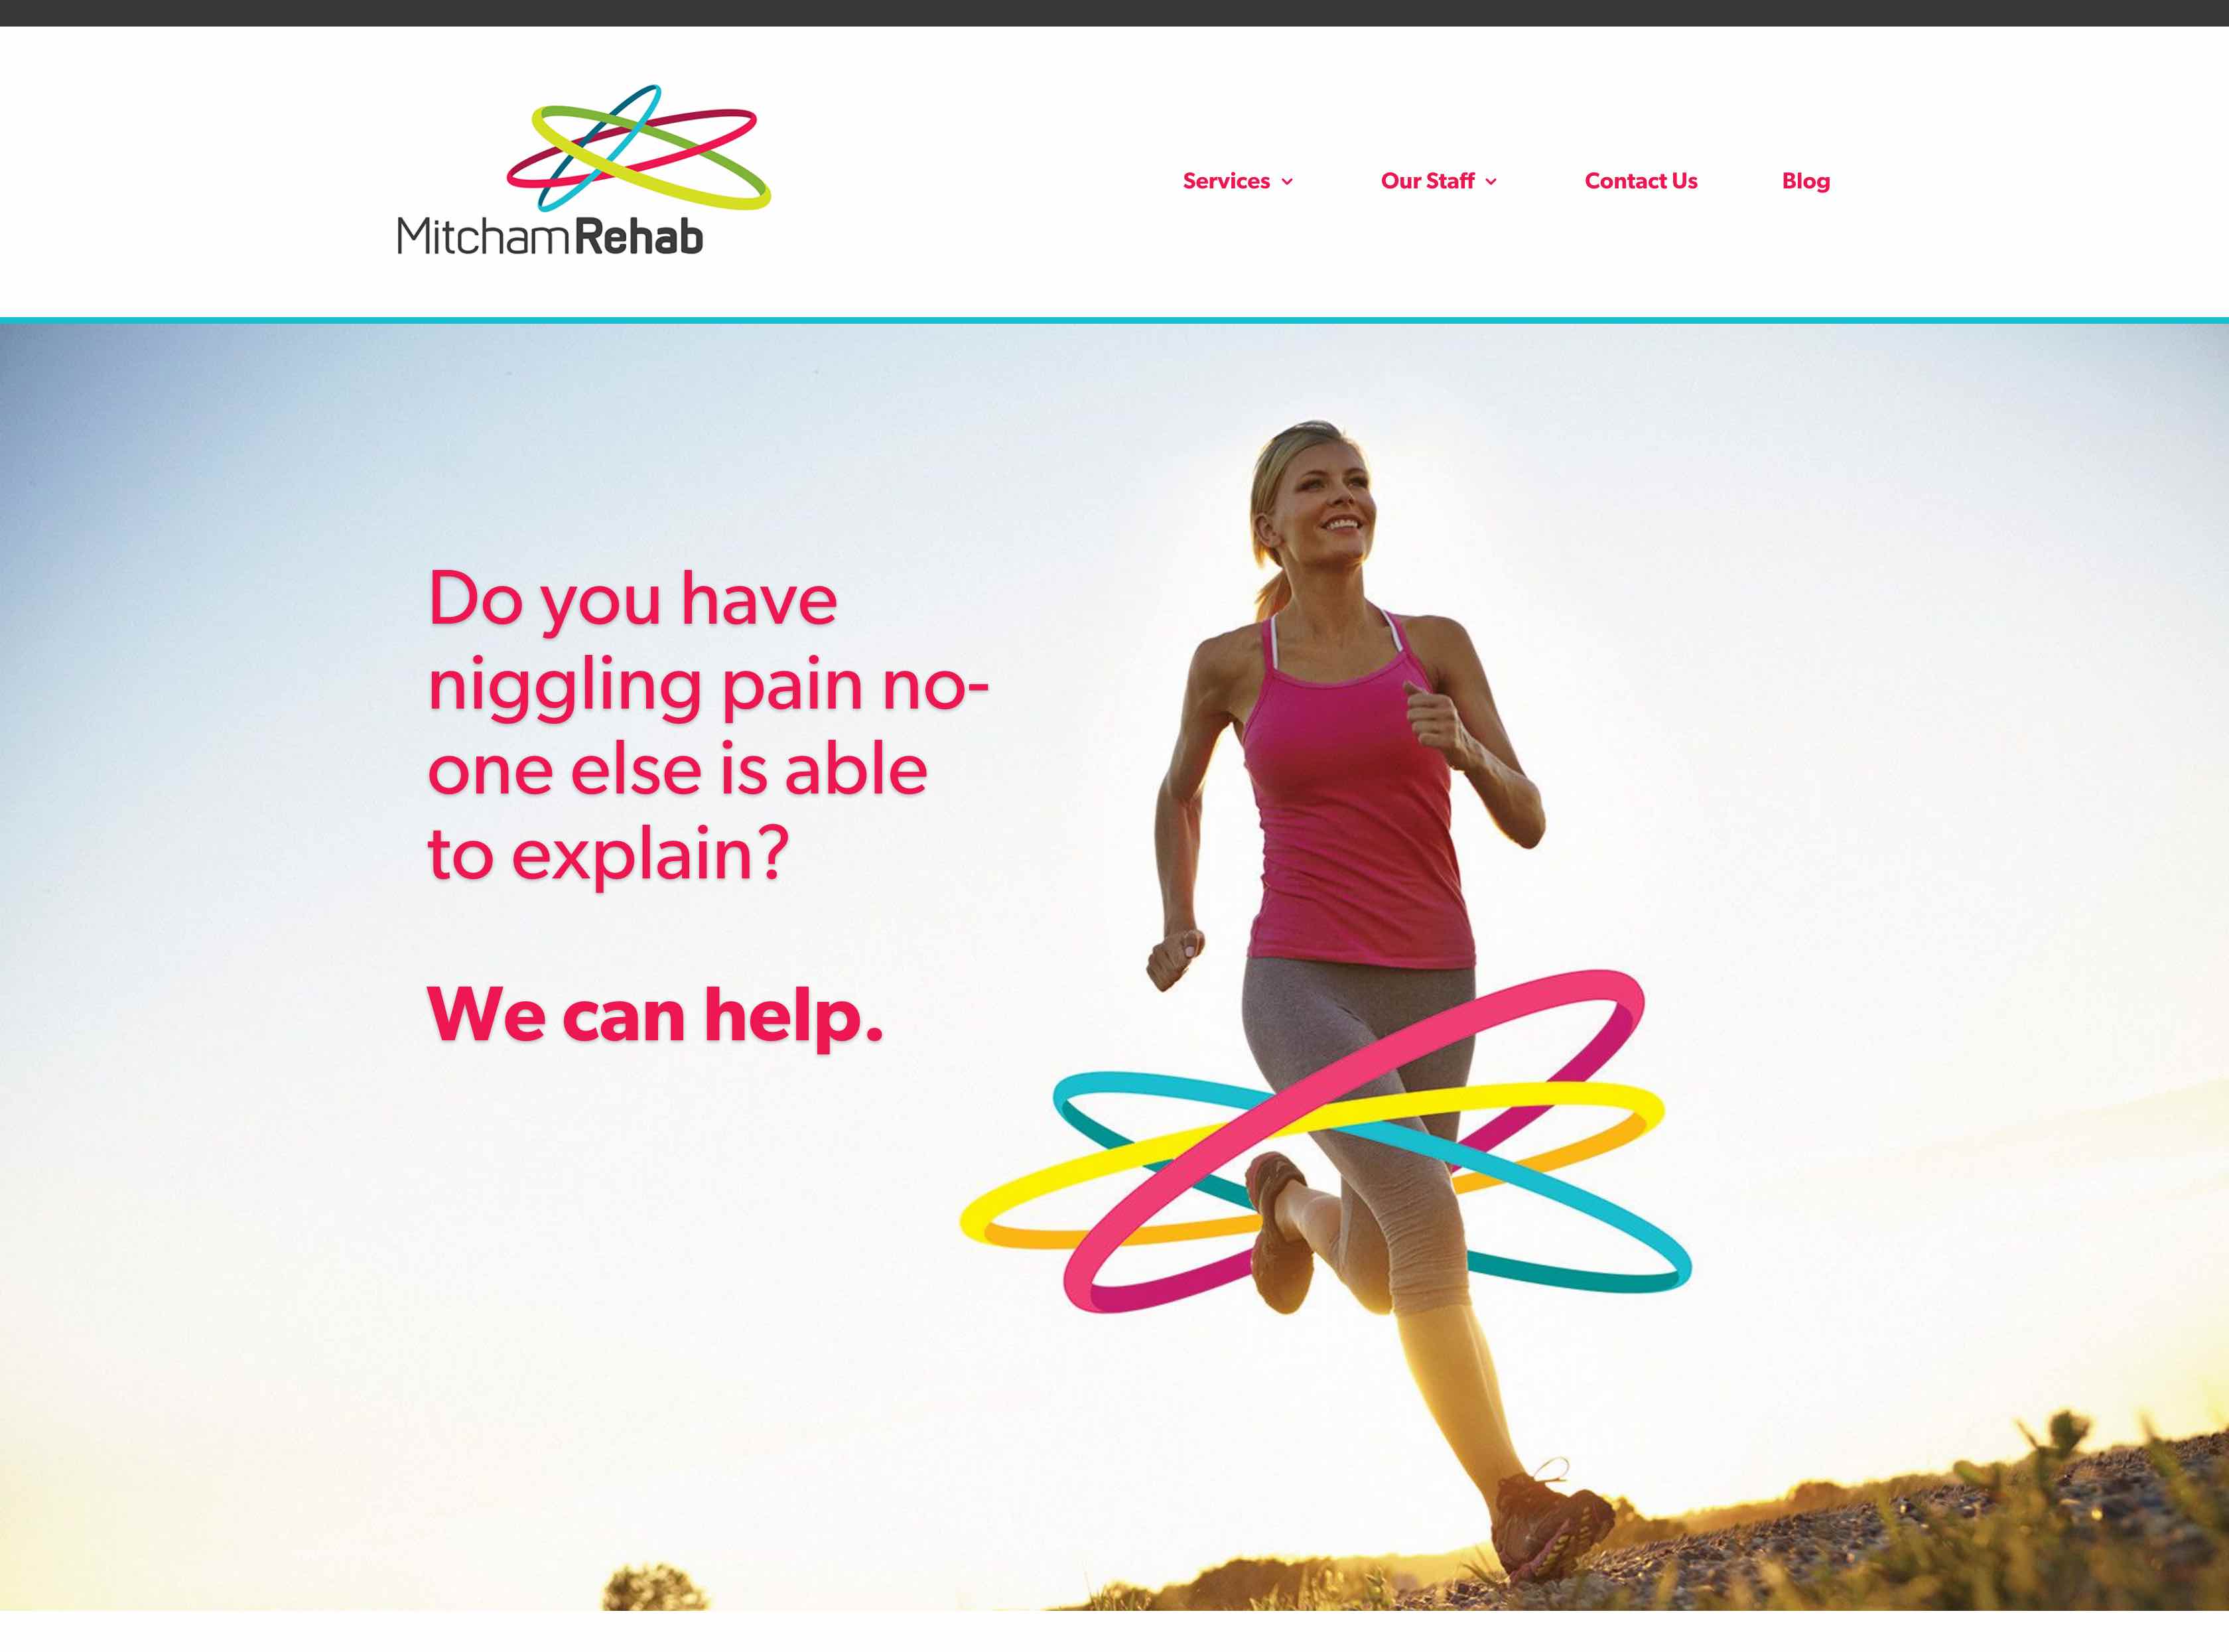 MitchamRehab
Services
Our Staff
Contact Us
Blog
Do you have
niggling pain no-
one else is able
to explain?
We can help.